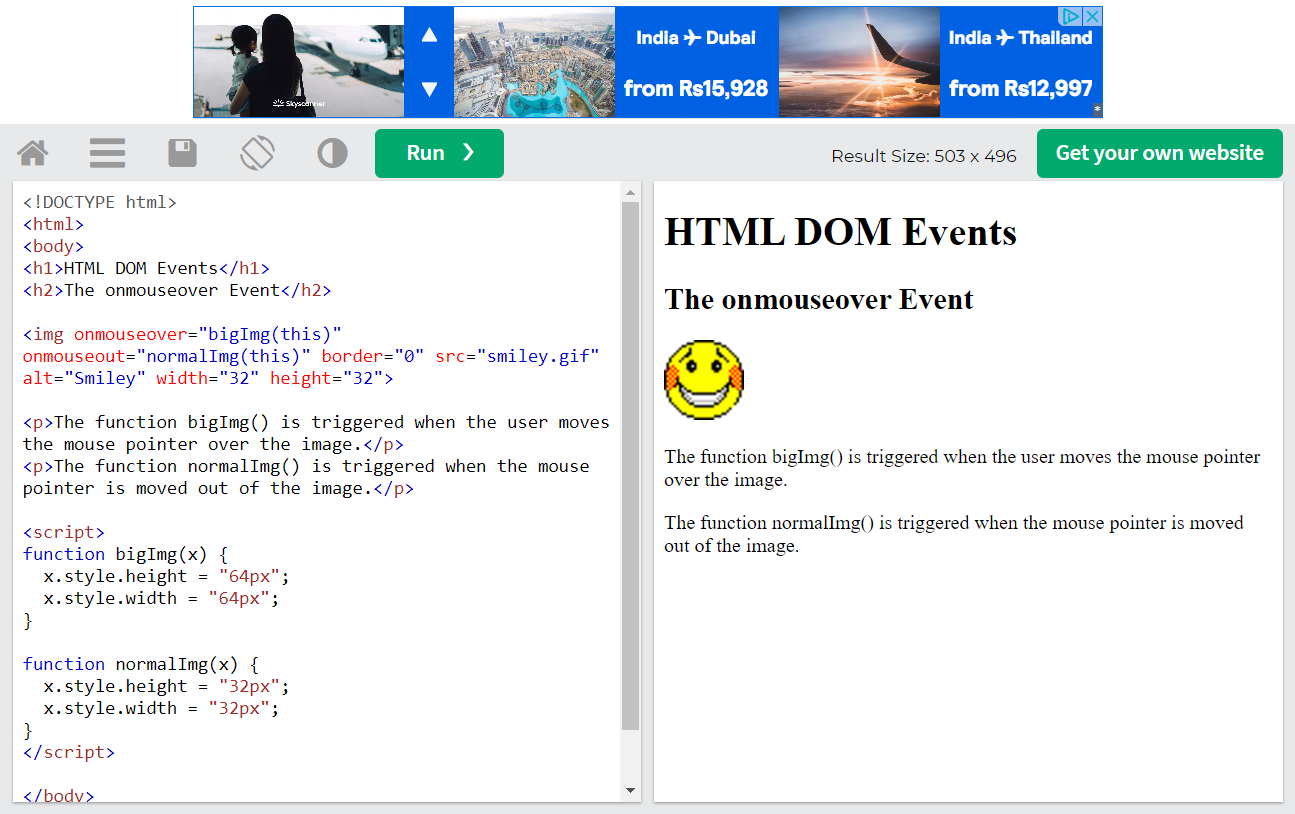 Skyscanner
India ✈ Dubai
from Rs15,928
India ✈ Thailand
from Rs12,997
Run ❯
Result Size: 503 x 496
Get your own website
<!DOCTYPE html>
<html>
<body>
<h1>HTML DOM Events</h1>
<h2>The onmouseover Event</h2>
<img onmouseover="bigImg(this)"
onmouseout="normalImg(this)" border="0" src="smiley.gif"
alt="Smiley" width="32" height="32">
<p>The function bigImg() is triggered when the user moves
the mouse pointer over the image.</p>
<p>The function normalImg() is triggered when the mouse
pointer is moved out of the image.</p>
<script>
function bigImg(x) {
  x.style.height = "64px";
  x.style.width = "64px";
}
function normalImg(x) {
  x.style.height = "32px";
  x.style.width = "32px";
}
</script>
</body>
HTML DOM Events
The onmouseover Event
The function bigImg() is triggered when the user moves the mouse pointer
over the image.
The function normalImg() is triggered when the mouse pointer is moved
out of the image.